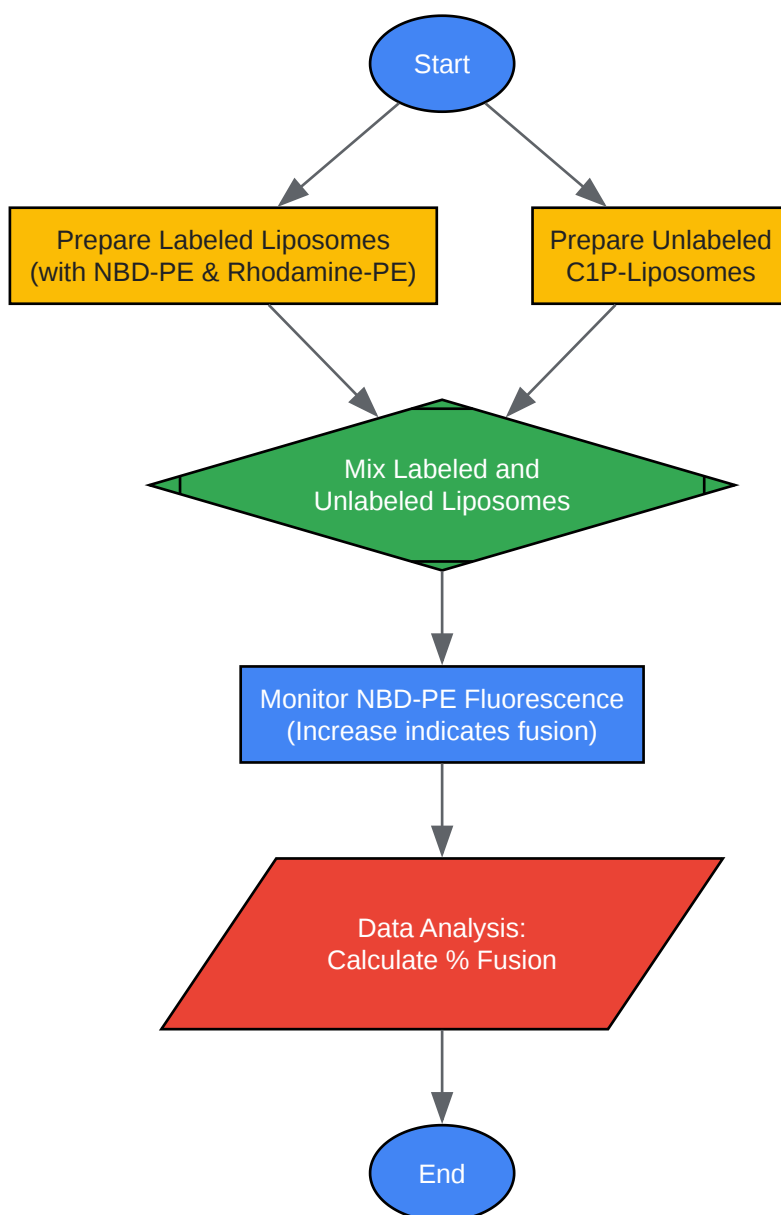 Start
Prepare Labeled Liposomes
(with NBD-PE & Rhodamine-PE)
Prepare Unlabeled
C1P-Liposomes
Mix Labeled and
Unlabeled Liposomes
Monitor NBD-PE Fluorescence
(Increase indicates fusion)
Data Analysis:
Calculate % Fusion
End